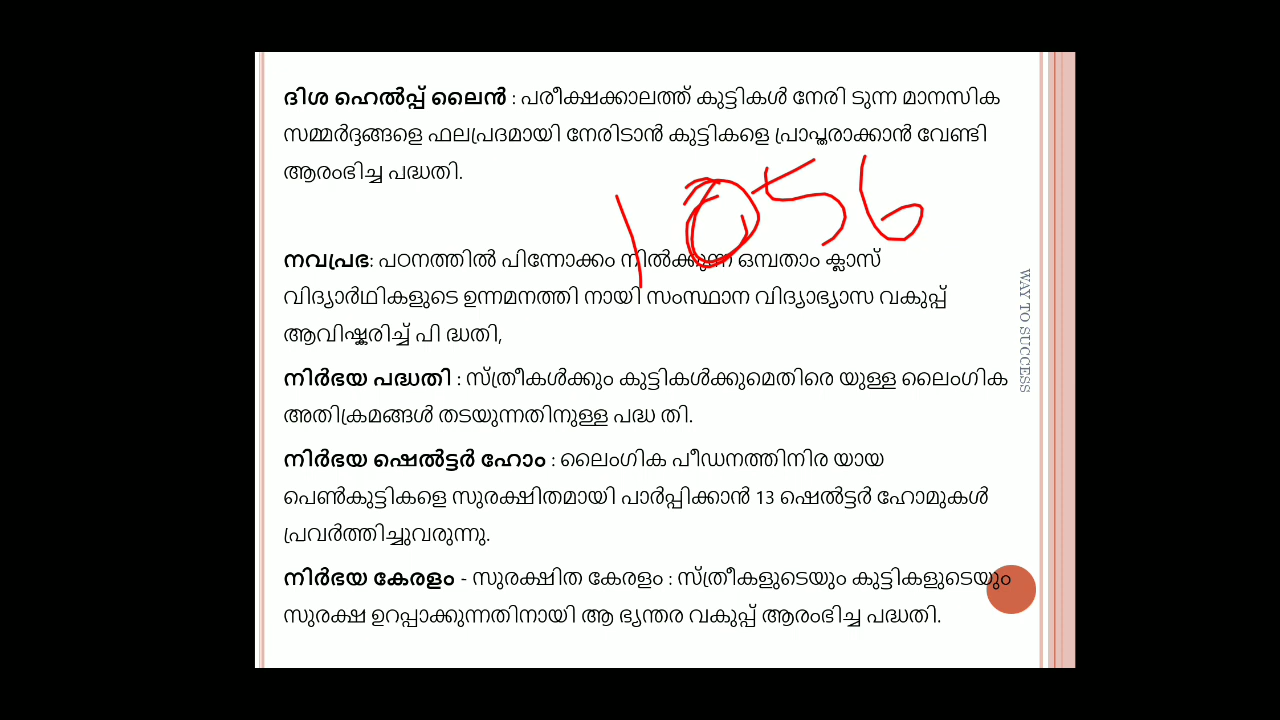 ദിശ ഹെൽപ്പ് ലൈൻ : പരീക്ഷക്കാലത്ത് കുട്ടികൾ നേരി ടുന്ന മാനസിക
സമ്മർദ്ദങ്ങളെ ഫലപ്രദമായി നേരിടാൻ കുട്ടികളെ പ്രാപ്തരാക്കാൻ വേണ്ടി
ആരംഭിച്ച പദ്ധതി.
1056
നവപ്രഭ: പഠനത്തിൽ പിന്നോക്കം നിൽക്കുന്ന ഒമ്പതാം ക്ലാസ്
വിദ്യാർഥികളുടെ ഉന്നമനത്തി നായി സംസ്ഥാന വിദ്യാഭ്യാസ വകുപ്പ്
ആവിഷ്കരിച്ച് പി ദ്ധതി,
നിർഭയ പദ്ധതി : സ്ത്രീകൾക്കും കുട്ടികൾക്കുമെതിരെ യുള്ള ലൈംഗിക
അതിക്രമങ്ങൾ തടയുന്നതിനുള്ള പദ്ധ തി.
നിർഭയ ഷെൽട്ടർ ഹോം : ലൈംഗിക പീഡനത്തിനിര യായ
പെൺകുട്ടികളെ സുരക്ഷിതമായി പാർപ്പിക്കാൻ 13 ഷെൽട്ടർ ഹോമുകൾ
പ്രവർത്തിച്ചുവരുന്നു.
നിർഭയ കേരളം - സുരക്ഷിത കേരളം : സ്ത്രീകളുടെയും കുട്ടികളുടെയും
സുരക്ഷ ഉറപ്പാക്കുന്നതിനായി ആ ഭ്യന്തര വകുപ്പ് ആരംഭിച്ച പദ്ധതി.
WAY TO SUCCESS